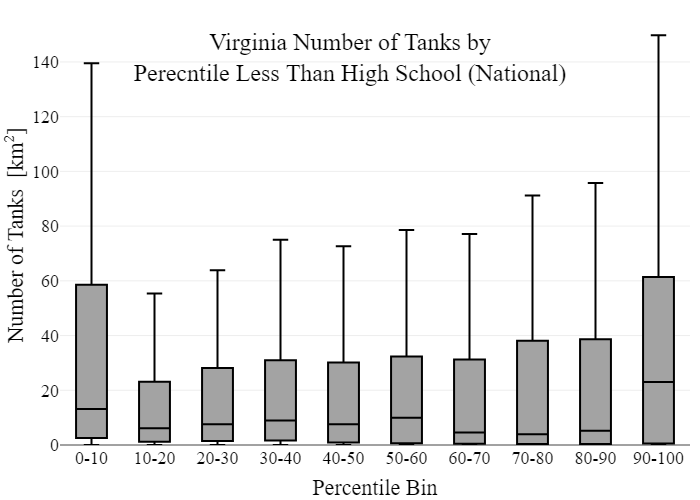 Virginia Number of Tanks by
Perecntile Less Than High School (National)
Number of Tanks [km²]
140
120
100
80
60
40
20
0
0-10 10-20 20-30 30-40 40-50 50-60 60-70 70-80 80-90 90-100
Percentile Bin